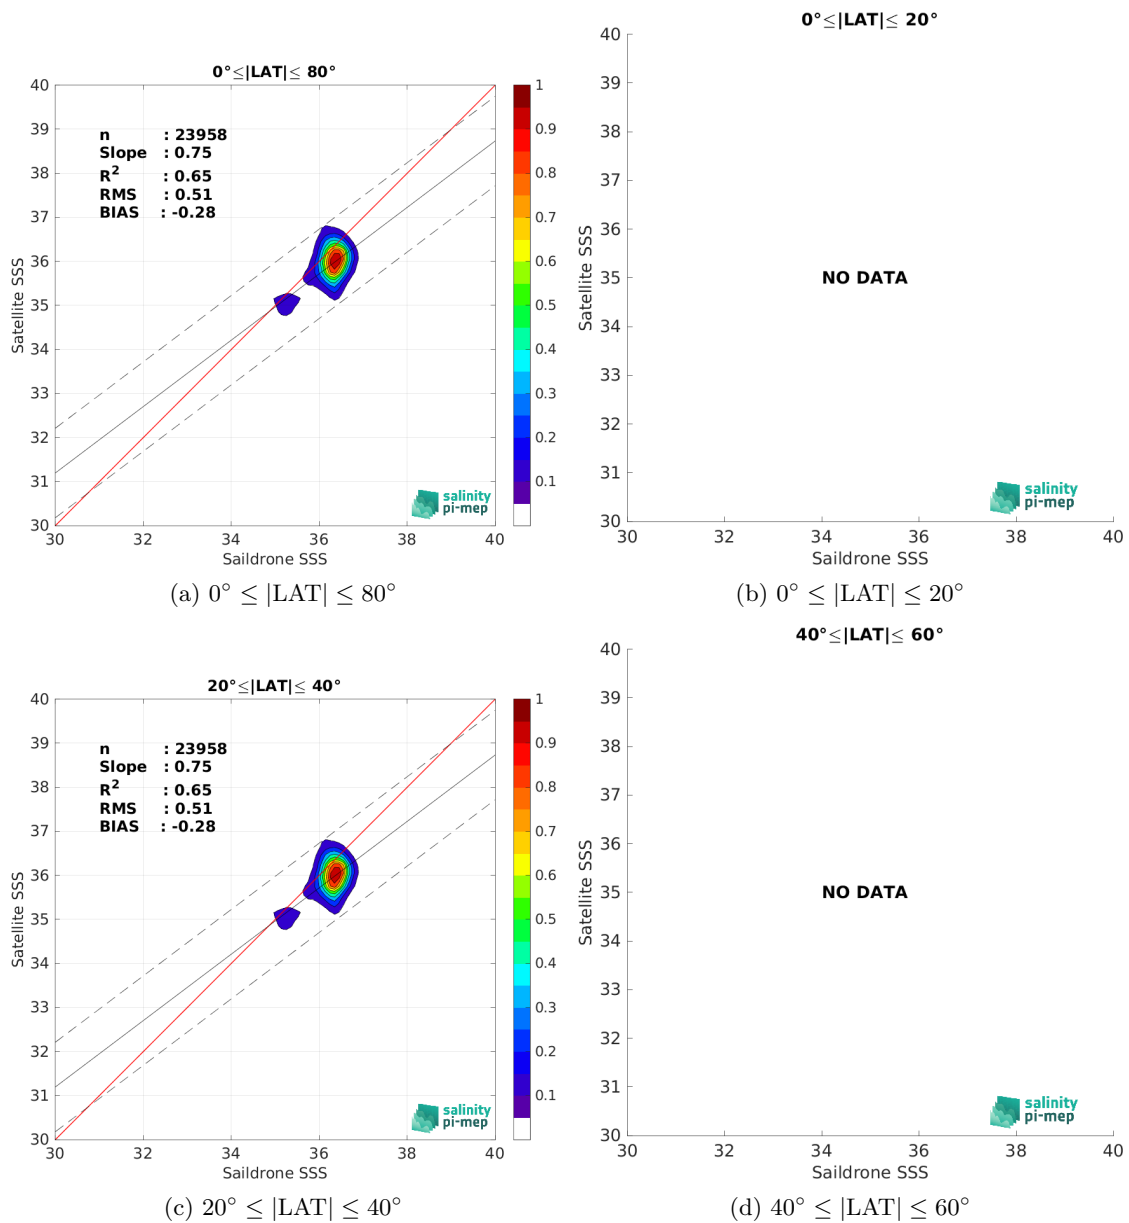 0°≤|LAT|≤ 80°
40
39
38
37
36
35
34
33
32
31
30
30 32 34 36 38 40
Satellite SSS
Saildrone SSS
n : 23958
Slope : 0.75
R² : 0.65
RMS : 0.51
BIAS : -0.28
1
0.9
0.8
0.7
0.6
0.5
0.4
0.3
0.2
0.1
salinity
pi-mep
(a) 0° ≤ |LAT| ≤ 80°
0°≤|LAT|≤ 20°
40
39
38
37
36
35
34
33
32
31
30
30 32 34 36 38 40
Satellite SSS
Saildrone SSS
NO DATA
salinity
pi-mep
(b) 0° ≤ |LAT| ≤ 20°
20°≤|LAT|≤ 40°
40
39
38
37
36
35
34
33
32
31
30
30 32 34 36 38 40
Satellite SSS
Saildrone SSS
n : 23958
Slope : 0.75
R² : 0.65
RMS : 0.51
BIAS : -0.28
1
0.9
0.8
0.7
0.6
0.5
0.4
0.3
0.2
0.1
salinity
pi-mep
(c) 20° ≤ |LAT| ≤ 40°
40°≤|LAT|≤ 60°
40
39
38
37
36
35
34
33
32
31
30
30 32 34 36 38 40
Satellite SSS
Saildrone SSS
NO DATA
salinity
pi-mep
(d) 40° ≤ |LAT| ≤ 60°